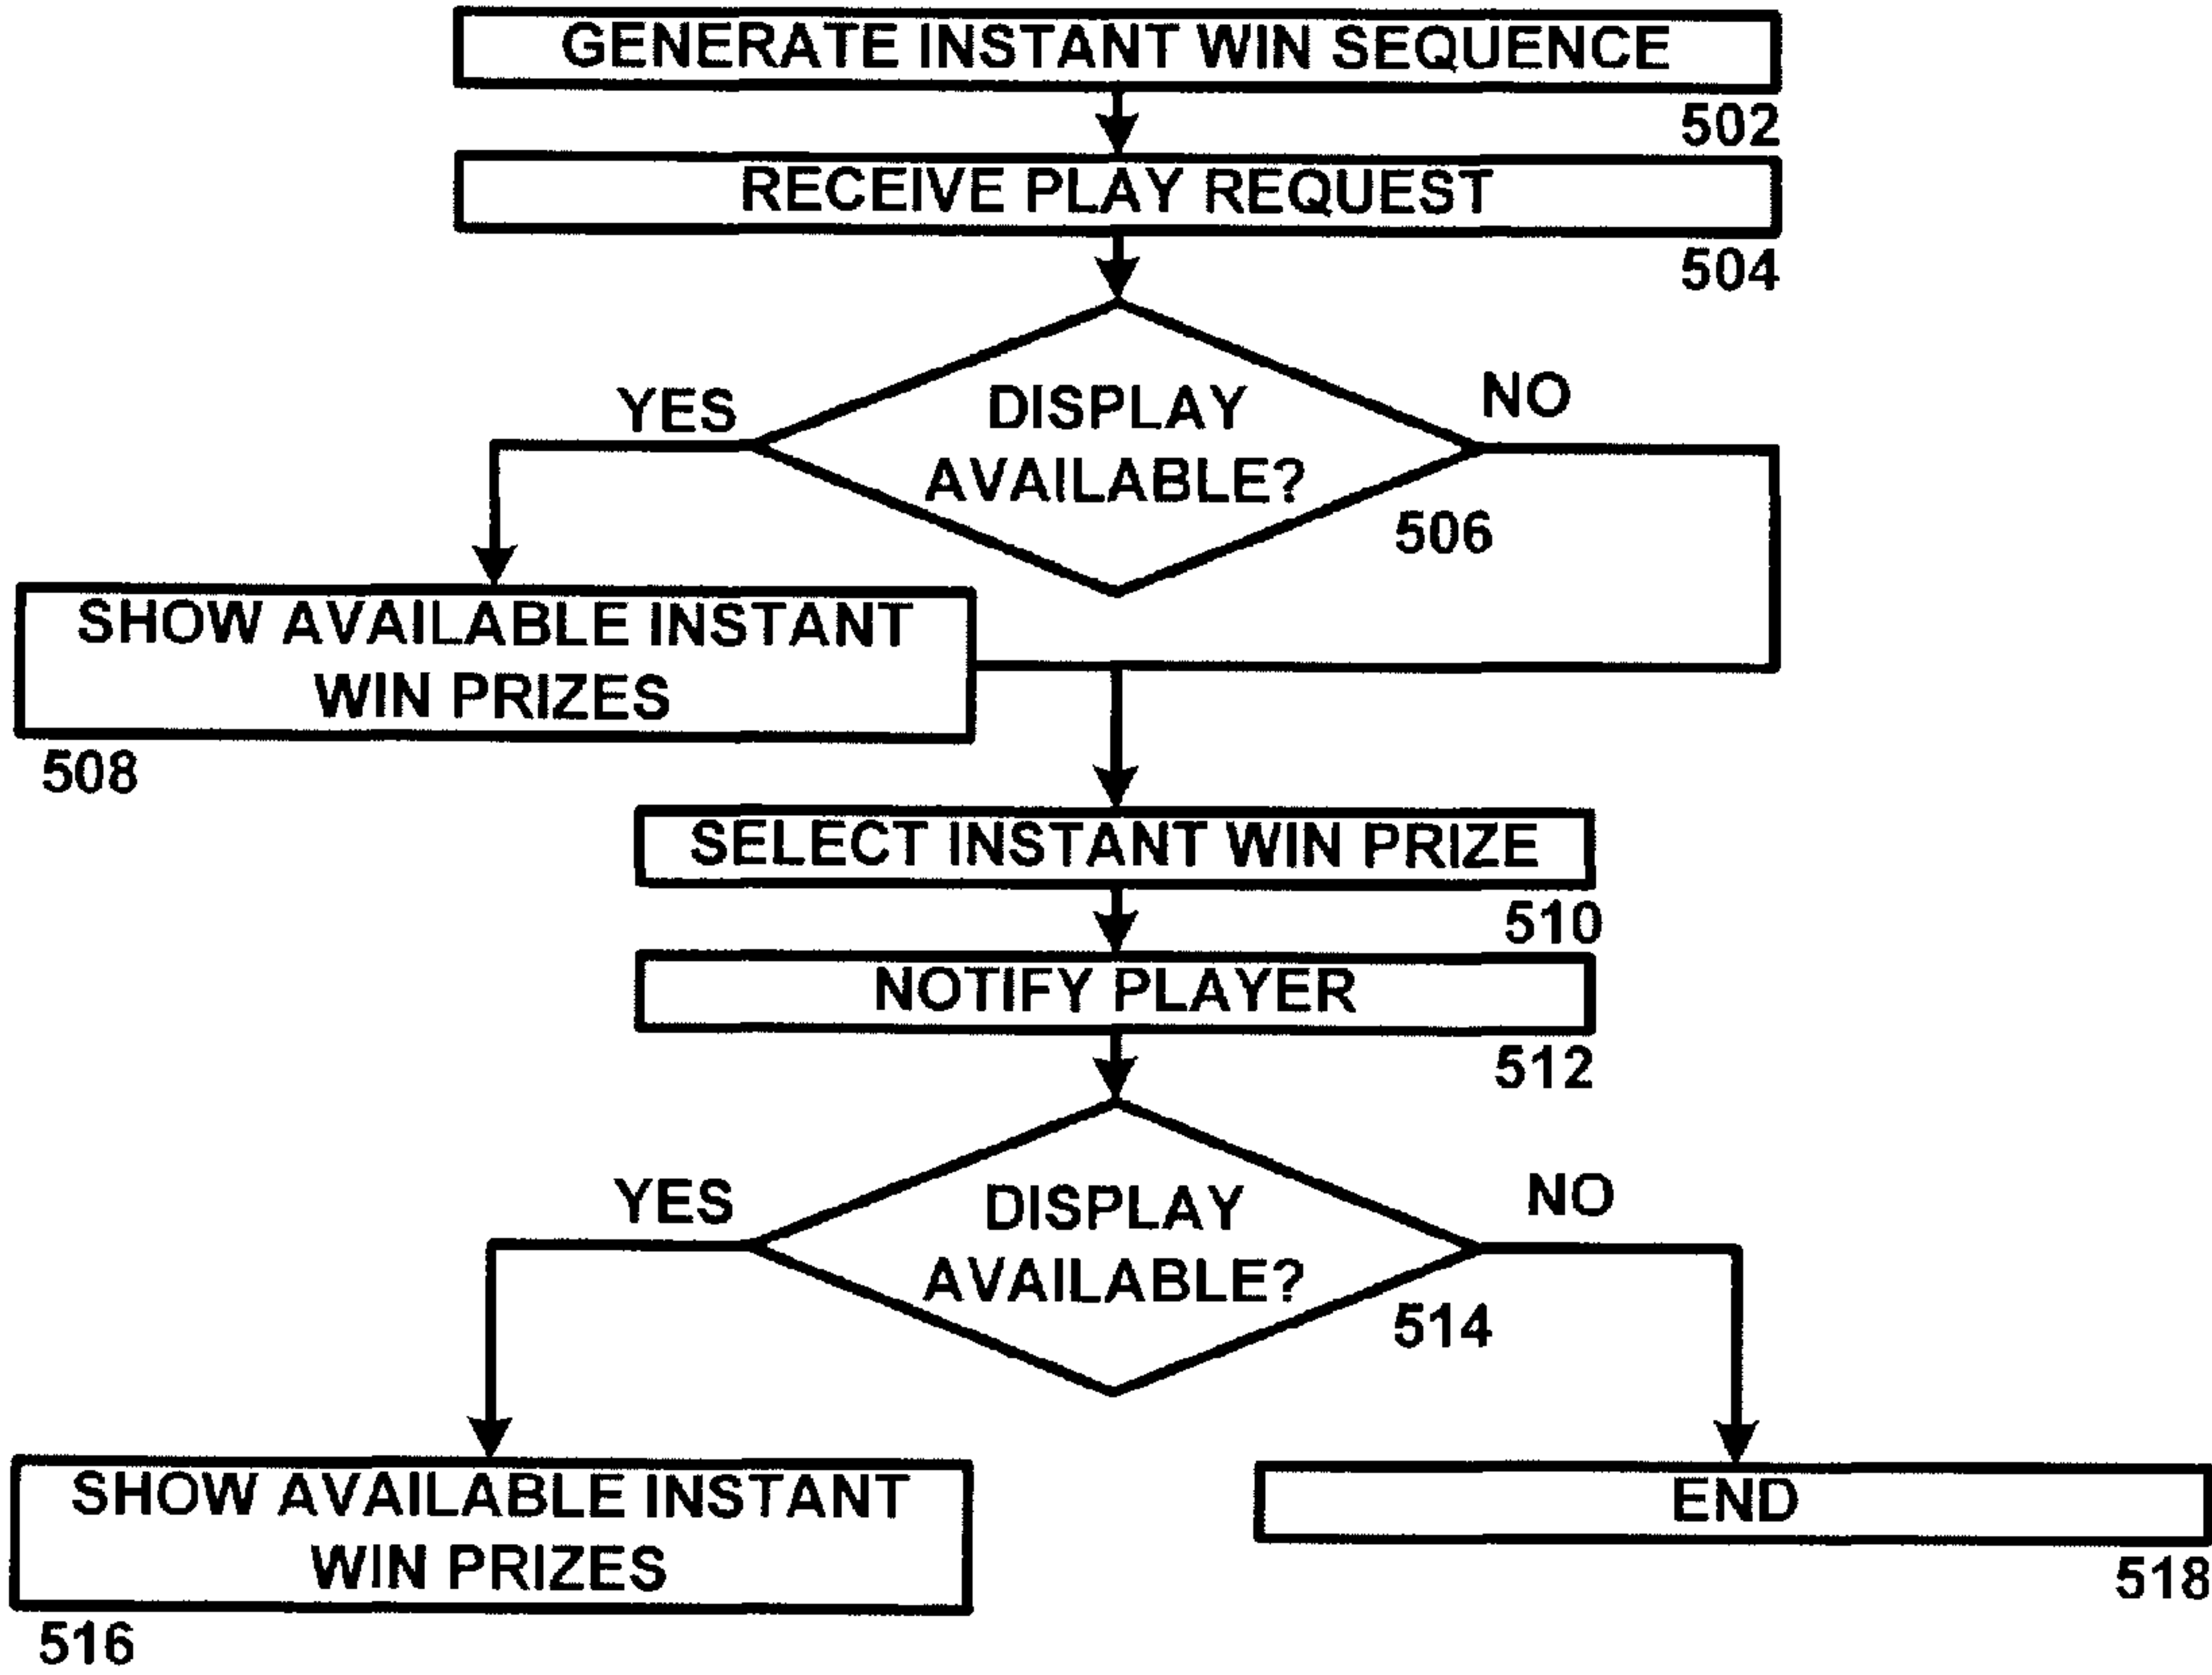 GENERATE INSTANT WIN SEQUENCE
502
RECEIVE PLAY REQUEST
504
YES
DISPLAY
AVAILABLE?
NO
506
SHOW AVAILABLE INSTANT
WIN PRIZES
508
SELECT INSTANT WIN PRIZE
510
NOTIFY PLAYER
512
YES
DISPLAY
AVAILABLE?
NO
514
SHOW AVAILABLE INSTANT
WIN PRIZES
516
END
518